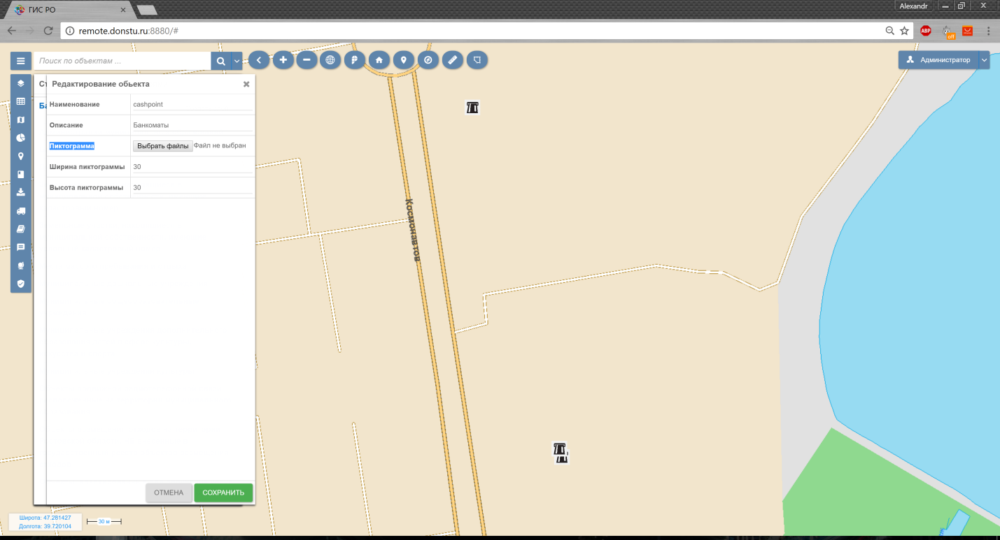 ГИС РО
Alexandr
remote.donstu.ru:8880/#
ABP
off
Поиск по объектам ...
Администратор
Ст
Редактирование обьекта
Ба
Наименование
cashpoint
Описание
Банкоматы
Пиктограмма
Выбрать файлы Файл не выбран
Ширина пиктограммы
30
Высота пиктограммы
30
Космонавтов
ОТМЕНА
СОХРАНИТЬ
Широта: 47.281427
Долгота: 39.720104
30 м